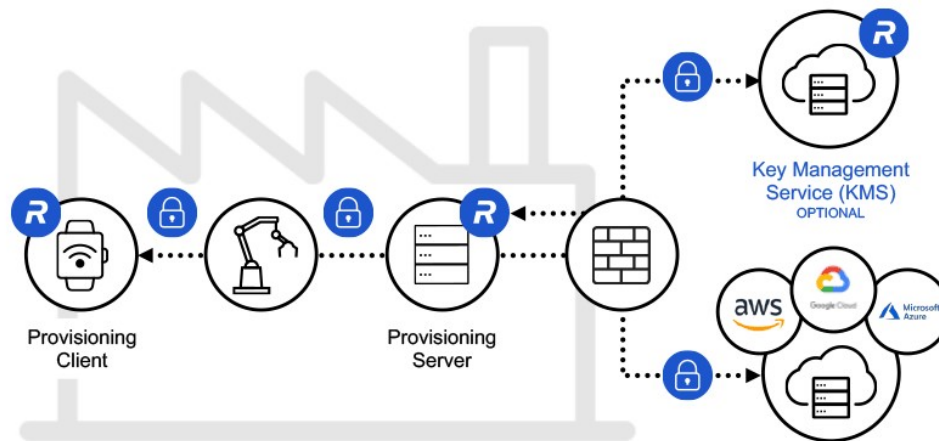 R
Key Management
Service (KMS)
OPTIONAL
R
R
Provisioning
Client
Provisioning
Server
aws
Google Cloud
Microsoft
Azure